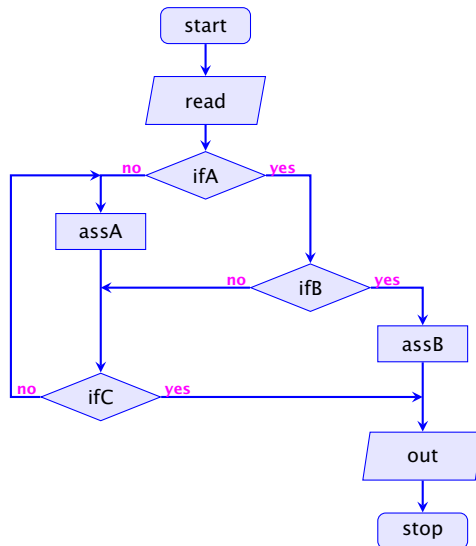 start
read
no
ifA
yes
assA
no
ifB
yes
assB
no
ifC
yes
out
stop